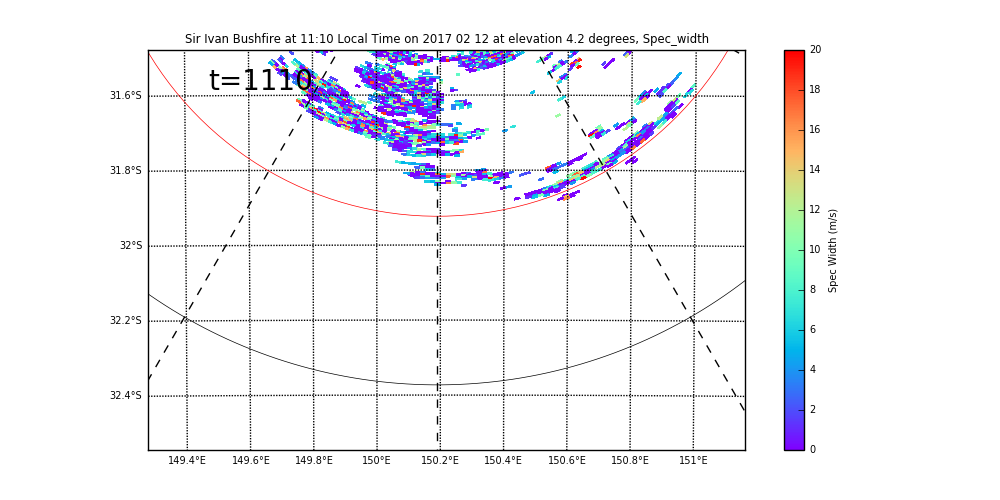 Sir Ivan Bushfire at 11:10 Local Time on 2017 02 12 at elevation 4.2 degrees, Spec_width
t=1110
31.6°S
31.8°S
32°S
32.2°S
32.4°S
149.4°E 149.6°E 149.8°E 150°E 150.2°E 150.4°E 150.6°E 150.8°E 151°E
20
18
16
14
12
10
8
6
4
2
0
Spec Width (m/s)